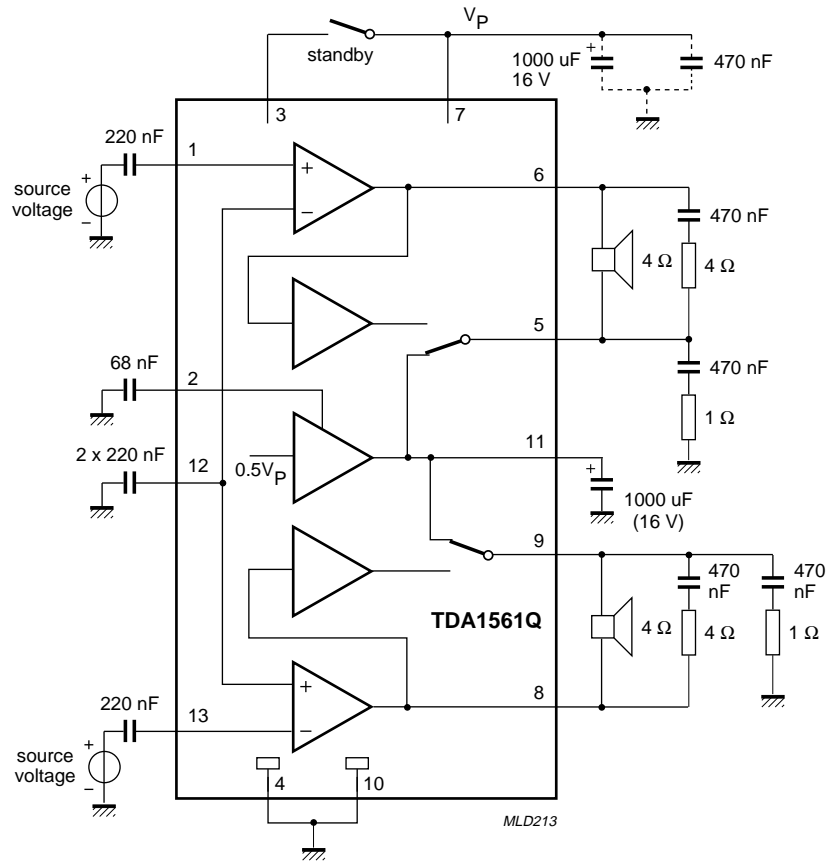 VP
standby
1000 uF
16 V
470 nF
+
3
7
220 nF
1
6
source
voltage
+
−
+
−
470 nF
4 Ω
4 Ω
5
68 nF
2
470 nF
1 Ω
2 x 220 nF
12
0.5VP
11
+
1000 uF
(16 V)
9
470
nF
470
nF
TDA1561Q
4 Ω
4 Ω
1 Ω
8
220 nF
13
+
−
source
voltage
+
−
4
10
MLD213